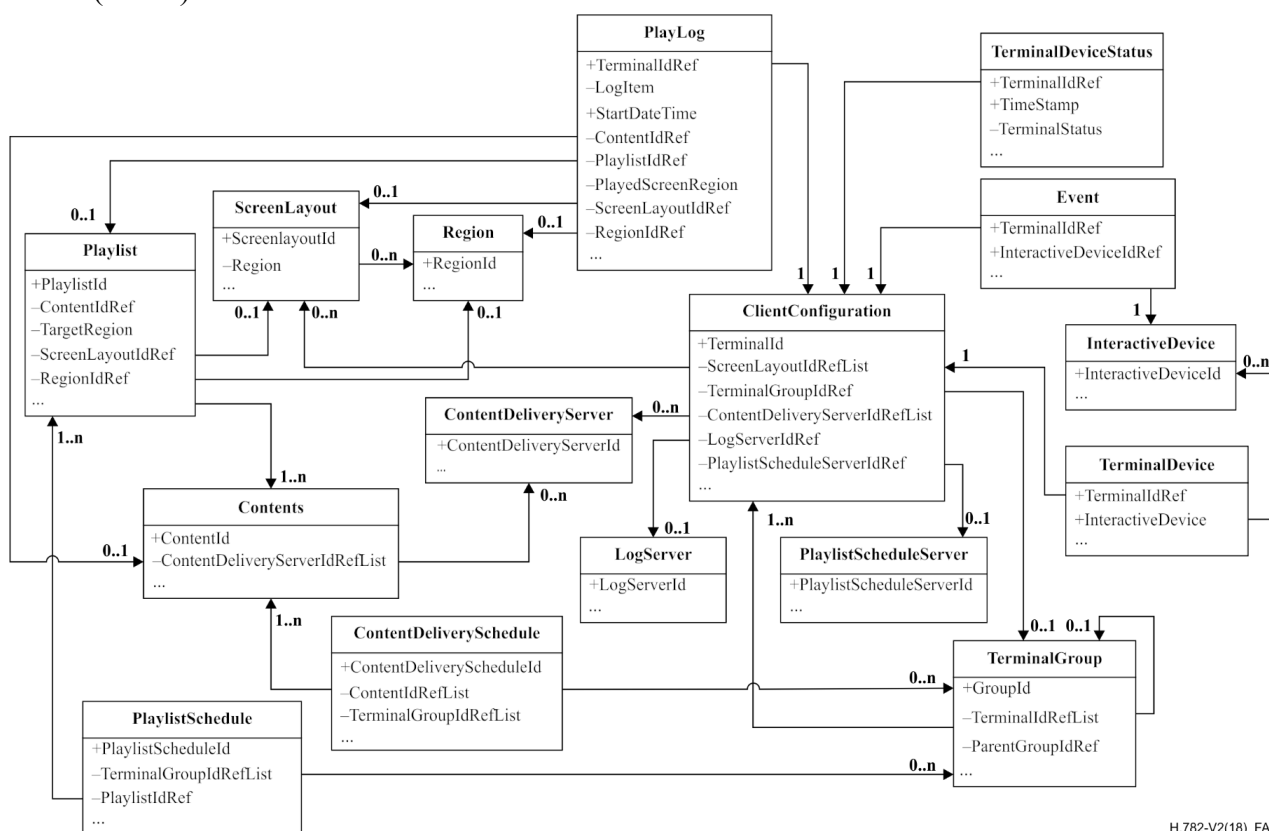 PlayLog
+TerminalIdRef
–LogItem
+StartDateTime
–ContentIdRef
–PlaylistIdRef
–PlayedScreenRegion
–ScreenLayoutIdRef
–RegionIdRef
...
TerminalDeviceStatus
+TerminalIdRef
+TimeStamp
–TerminalStatus
...
Event
+TerminalIdRef
+InteractiveDeviceIdRef
...
ScreenLayout
+ScreenlayoutId
–Region
...
Region
+RegionId
...
Playlist
+PlaylistId
–ContentIdRef
–TargetRegion
–ScreenLayoutIdRef
–RegionIdRef
...
0..1
0..1
0..1
0..n
0..1
0..n
0..1
1
1
1
1
1
0..n
ClientConfiguration
+TerminalId
–ScreenLayoutIdRefList
–TerminalGroupIdRef
–ContentDeliveryServerIdRefList
–LogServerIdRef
–PlaylistScheduleServerIdRef
...
InteractiveDevice
+InteractiveDeviceId
...
ContentDeliveryServer
+ContentDeliveryServerId
...
0..n
1..n
1..n
0..n
TerminalDevice
+TerminalIdRef
+InteractiveDevice
...
Contents
+ContentId
–ContentDeliveryServerIdRefList
...
0..1
1..n
0..1
1..n
0..1
LogServer
+LogServerId
...
PlaylistScheduleServer
+PlaylistScheduleServerId
...
ContentDeliverySchedule
+ContentDeliveryScheduleId
–ContentIdRefList
–TerminalGroupIdRefList
...
0..1
0..1
TerminalGroup
+GroupId
–TerminalIdRefList
–ParentGroupIdRef
...
0..n
0..n
PlaylistSchedule
+PlaylistScheduleId
–TerminalGroupIdRefList
–PlaylistIdRef
...